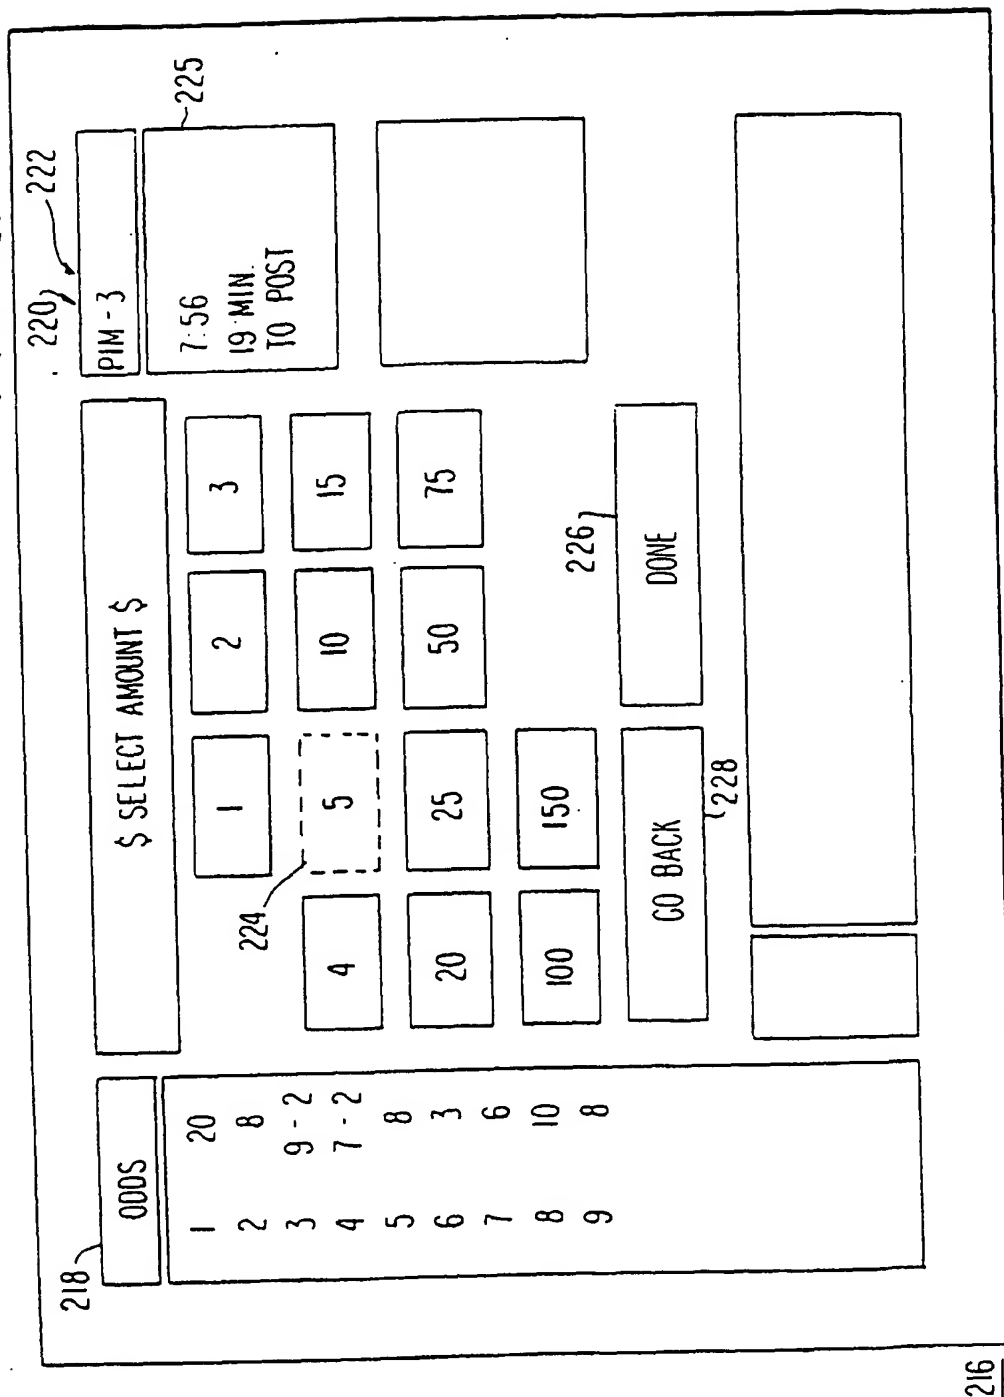 220 222
218 ODDS
$ SELECT AMOUNT $
PIM - 3
225
7:56
19 MIN.
TO POST
1 20
2 8
3 9 - 2
4 7 - 2
5 8
6 3
7 6
8 10
9 8
1 2 3
224
4 5 10 15
20 25 50 75
100 150
226
GO BACK DONE
228
216